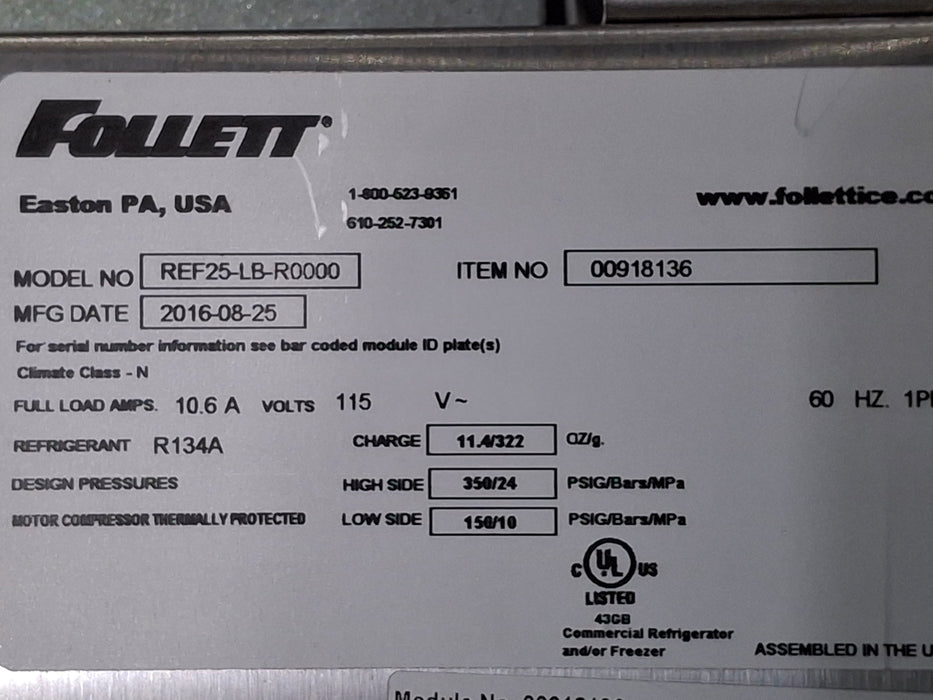 FOLLETT®
Easton PA, USA
1-800-523-9361
610-252-7301
www.follettice.co
MODEL NO REF25-LB-R0000 ITEM NO 00918136
MFG DATE 2016-08-25
For serial number information see bar coded module ID plate(s)
Climate Class - N
FULL LOAD AMPS. 10.6 A VOLTS 115 V~ 60 HZ. 1P
REFRIGERANT R134A CHARGE 11.4/322 OZ/g.
DESIGN PRESSURES HIGH SIDE 350/24 PSIG/Bars/MPa
MOTOR COMPRESSOR THERMALLY PROTECTED LOW SIDE 150/10 PSIG/Bars/MPa
C UL US
LISTED
43GB
Commercial Refrigerator
and/or Freezer
ASSEMBLED IN THE U